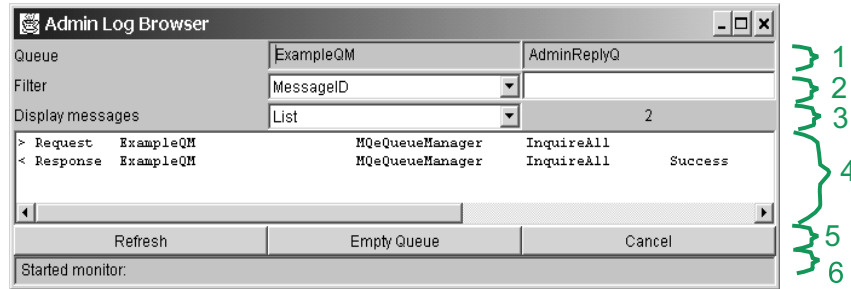 Admin Log Browser
Queue ExampleQM AdminReplyQ 1
Filter MessageID 2
Display messages List 2 3
> Request ExampleQM MQeQueueManager InquireAll
< Response ExampleQM MQeQueueManager InquireAll Success
4
Refresh Empty Queue Cancel 5
Started monitor: 6